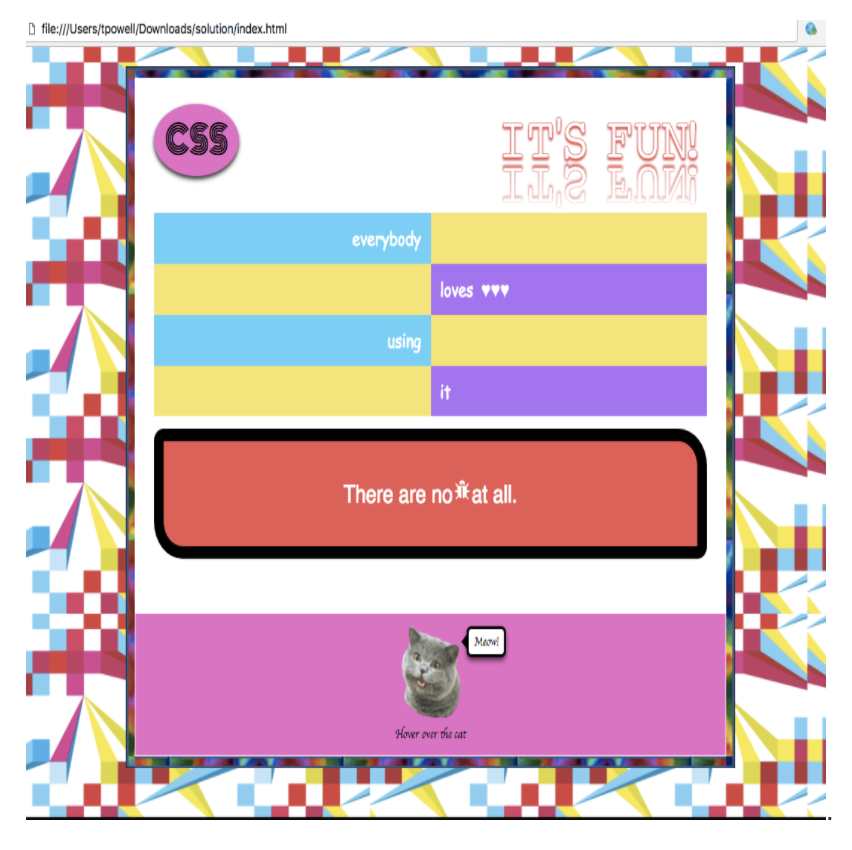 file:///Users/tpowell/Downloads/solution/index.html
CSS
IT'S FUN!
everybody
loves ♥♥♥
using
it
There are no at all.
Meow!
Hover over the cat